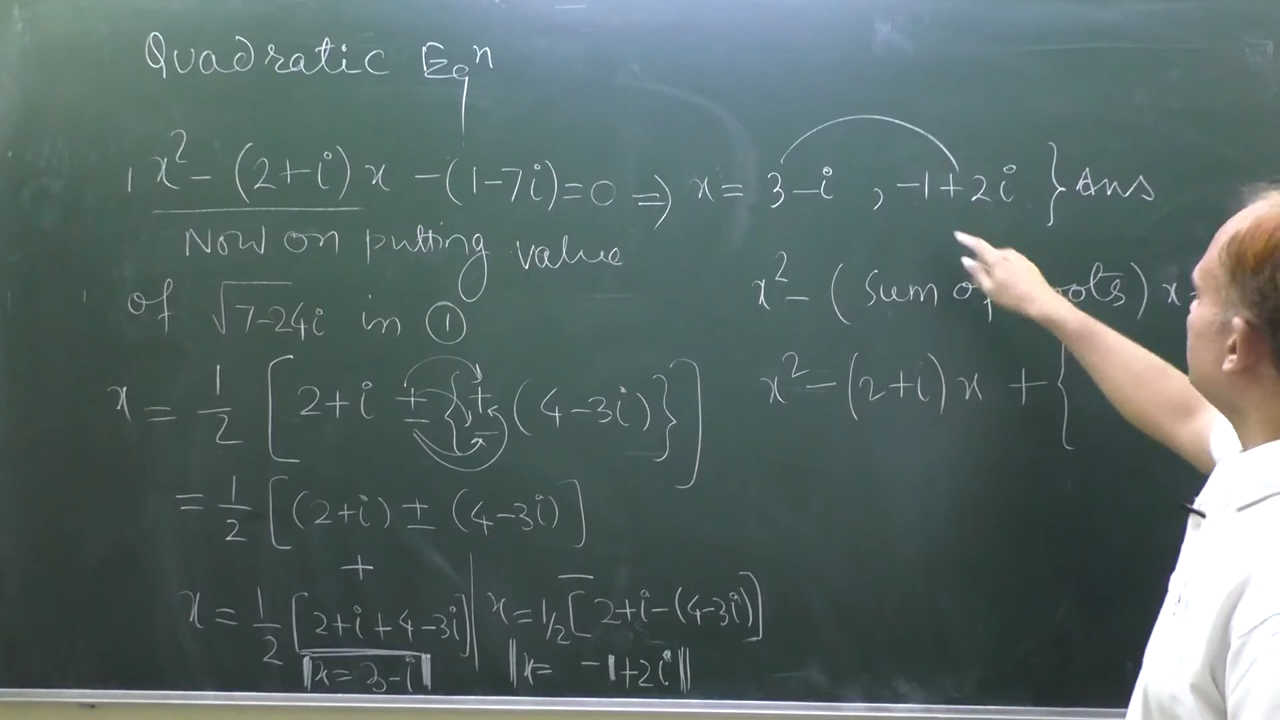 Quadratic Eqn
1 x² - (2+i) x - (1-7i) = 0 ⇒ x = 3-i , -1+2i } Ans
Now on putting value
of √7-24i in ①
x = 1/2 [ 2+i ± { ± (4-3i) } ]
= 1/2 [ (2+i) ± (4-3i) ]
+
x = 1/2 [ 2+i+4-3i ]
x = 3-i
-
x = 1/2 [ 2+i-(4-3i) ]
x = -1+2i
x² - ( Sum of roots ) x
x² - (2+i) x + {